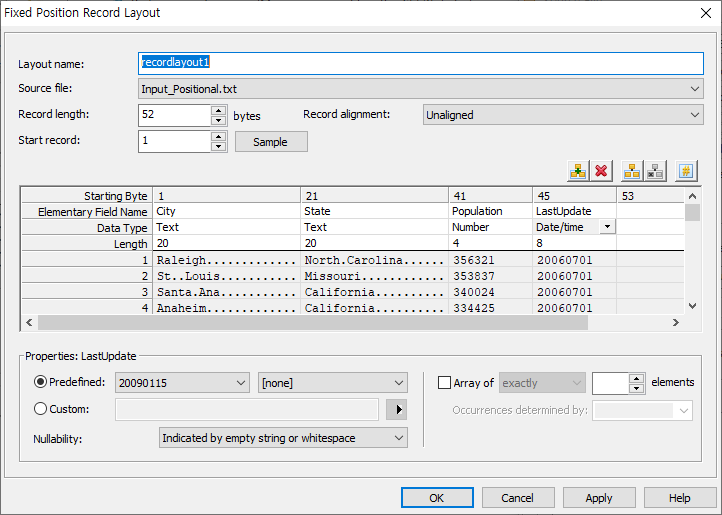 Fixed Position Record Layout
Layout name: recordlayout1
Source file: Input_Positional.txt
Record length: 52 bytes Record alignment: Unaligned
Start record: 1 Sample
Starting Byte 1 21 41 45 53
Elementary Field Name City State Population LastUpdate
Data Type Text Text Number Date/time
Length 20 20 4 8
1 Raleigh............. North.Carolina...... 356321 20060701
2 St..Louis........... Missouri............ 353837 20060701
3 Santa.Ana........... California.......... 340024 20060701
4 Anaheim............. California.......... 334425 20060701
Properties: LastUpdate
Predefined: 20090115 [none] Array of exactly elements
Custom: Occurrences determined by:
Nullability: Indicated by empty string or whitespace
OK Cancel Apply Help